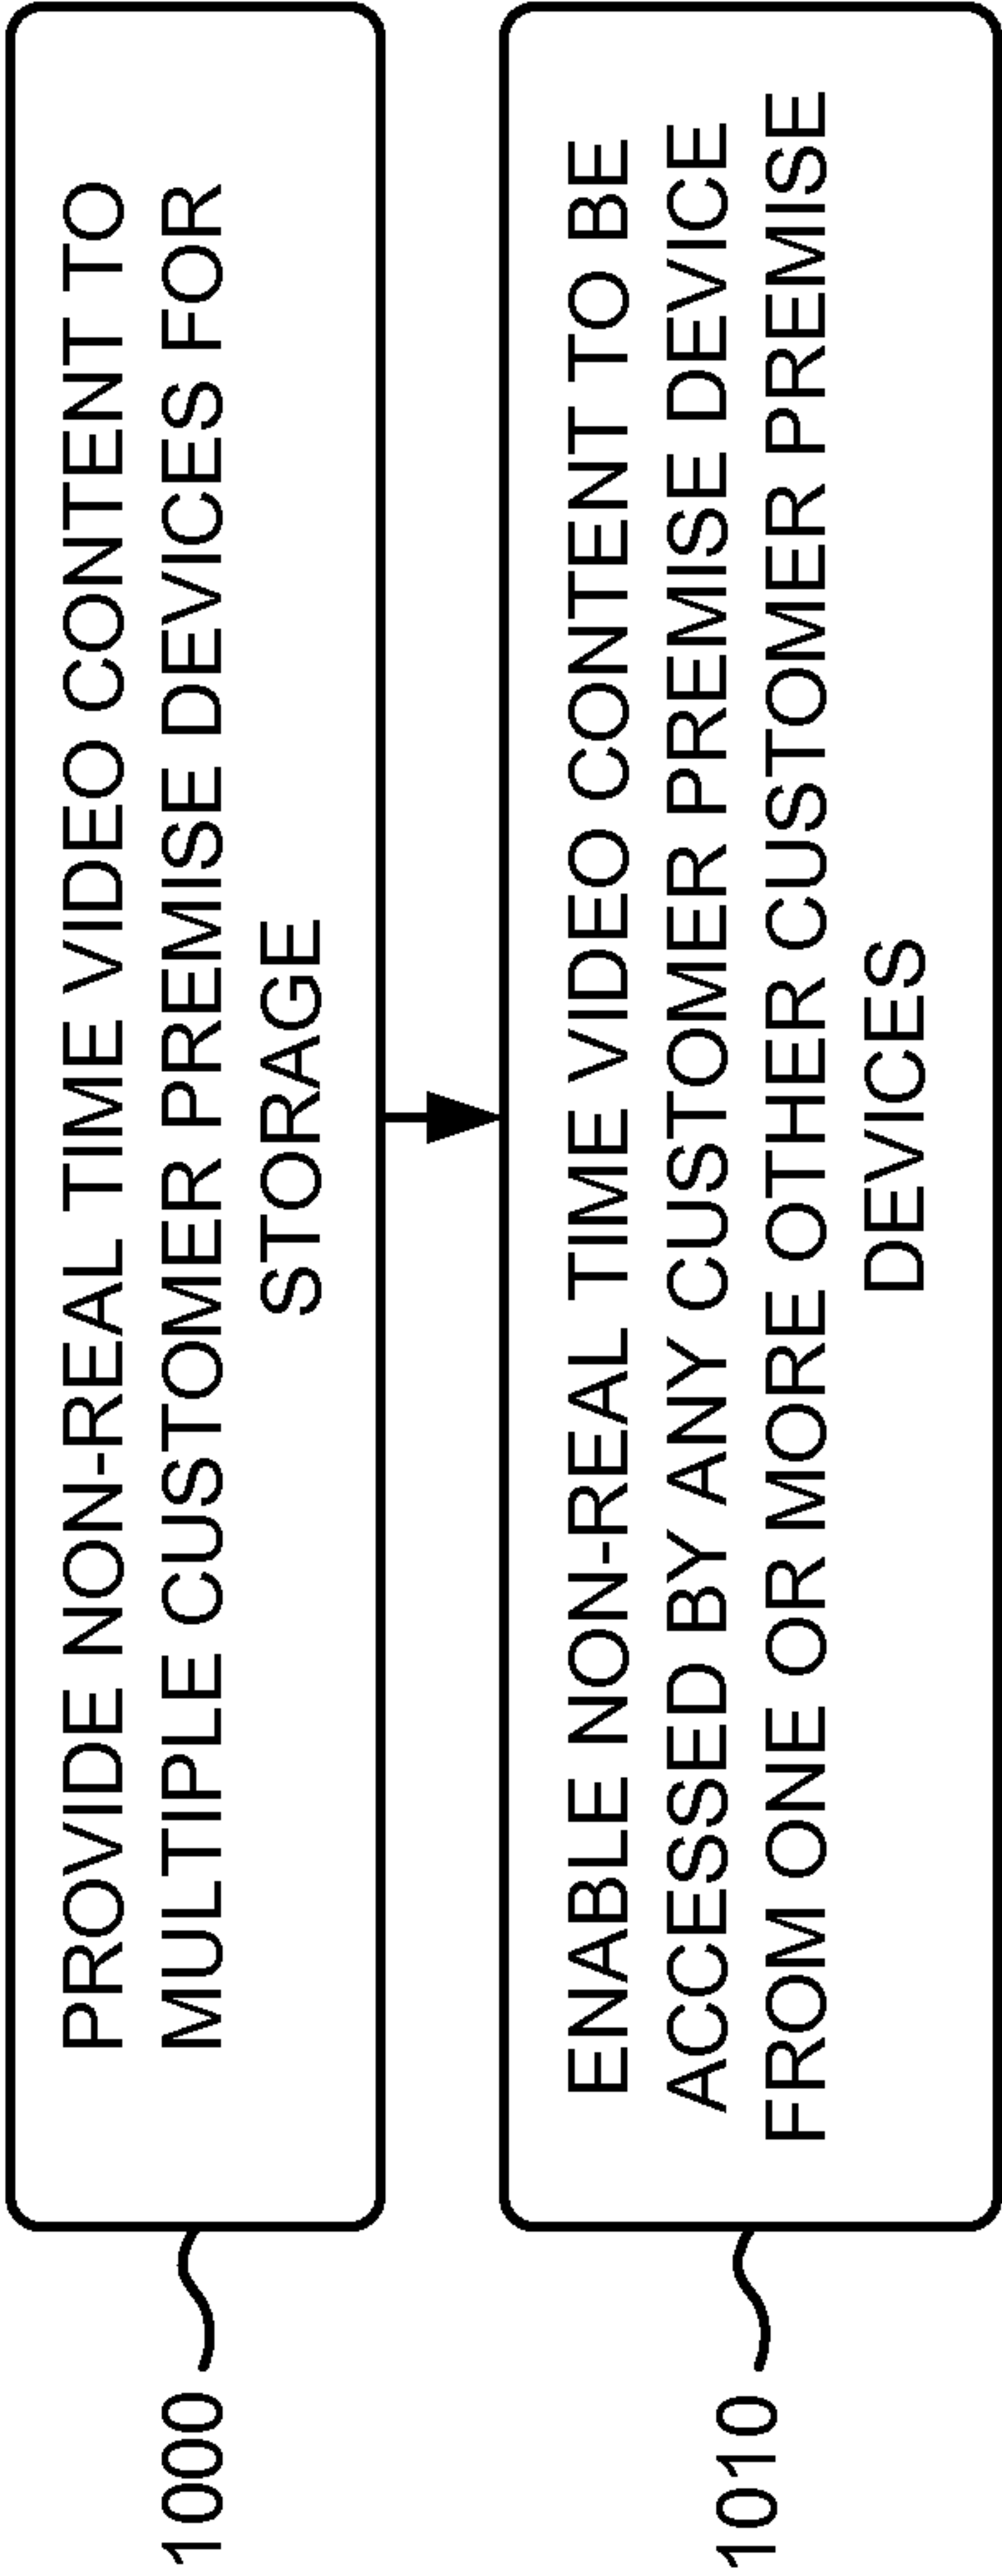 1000
PROVIDE NON-REAL TIME VIDEO CONTENT TO
MULTIPLE CUSTOMER PREMISE DEVICES FOR
STORAGE
1010
ENABLE NON-REAL TIME VIDEO CONTENT TO BE
ACCESSED BY ANY CUSTOMER PREMISE DEVICE
FROM ONE OR MORE OTHER CUSTOMER PREMISE
DEVICES